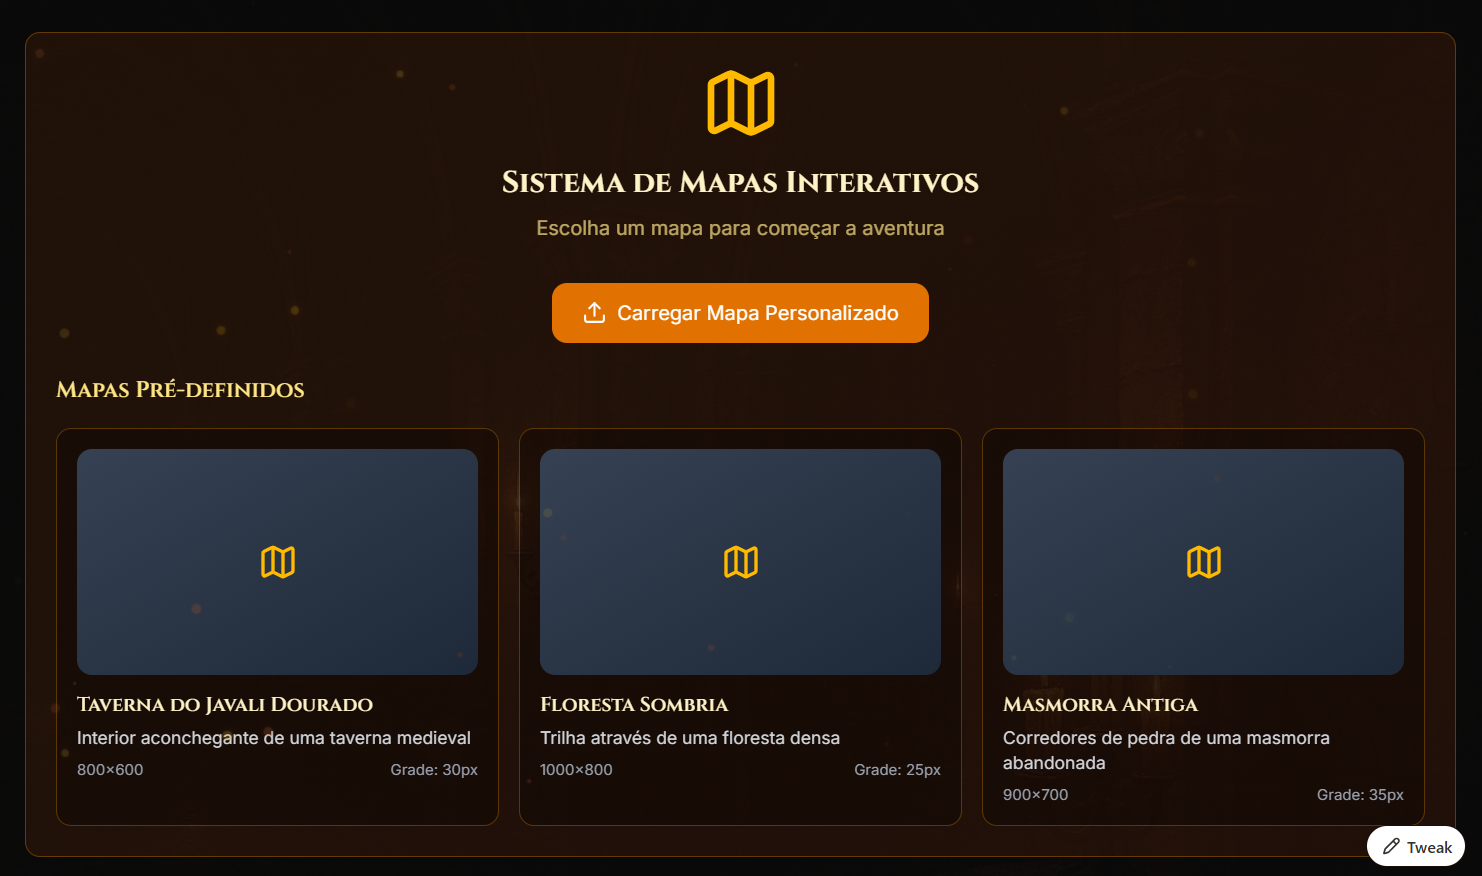 Sistema de Mapas Interativos
Escolha um mapa para começar a aventura
Carregar Mapa Personalizado
Mapas Pré-definidos
Taverna do Javali Dourado
Interior aconchegante de uma taverna medieval
800×600 Grade: 30px
Floresta Sombria
Trilha através de uma floresta densa
1000×800 Grade: 25px
Masmorra Antiga
Corredores de pedra de uma masmorra
abandonada
900×700 Grade: 35px
Tweak